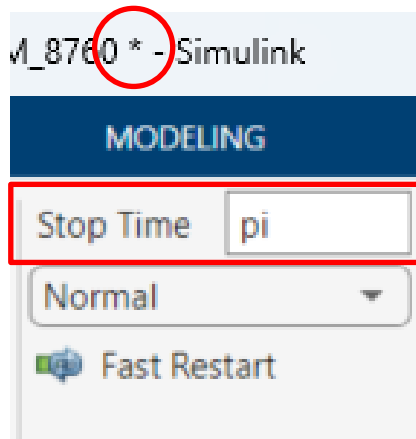 M_8760 * - Simulink
MODELING
Stop Time pi
Normal
Fast Restart